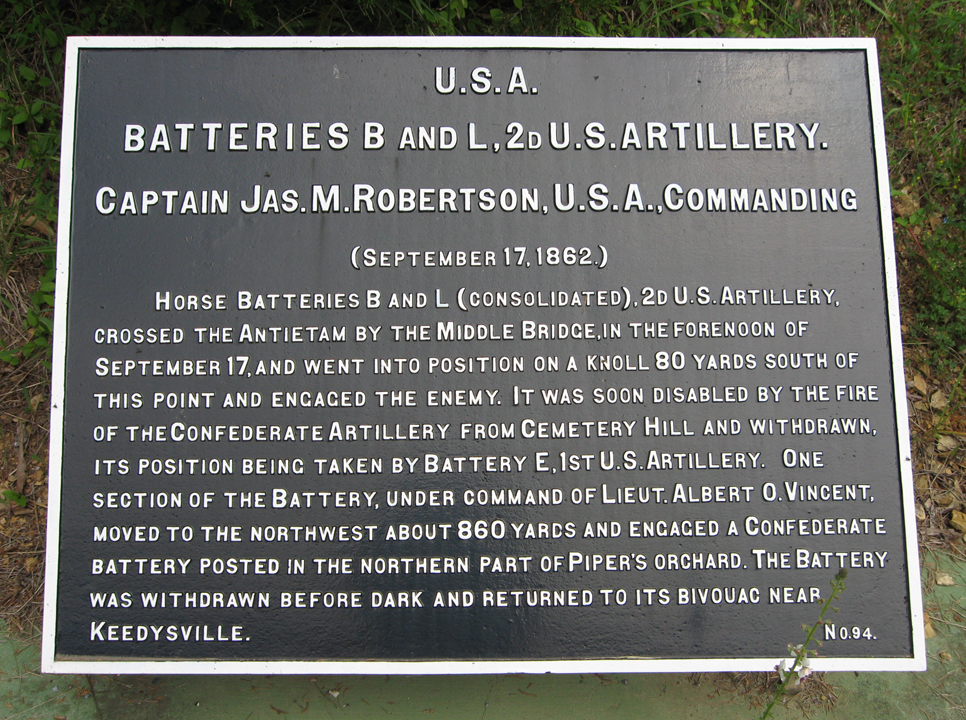 U.S.A.
BATTERIES B AND L, 2D U.S. ARTILLERY.
CAPTAIN JAS. M. ROBERTSON, U.S.A., COMMANDING
(SEPTEMBER 17, 1862.)
HORSE BATTERIES B AND L (CONSOLIDATED), 2D U.S. ARTILLERY,
CROSSED THE ANTIETAM BY THE MIDDLE BRIDGE, IN THE FORENOON OF
SEPTEMBER 17, AND WENT INTO POSITION ON A KNOLL 80 YARDS SOUTH OF
THIS POINT AND ENGAGED THE ENEMY. IT WAS SOON DISABLED BY THE FIRE
OF THE CONFEDERATE ARTILLERY FROM CEMETERY HILL AND WITHDRAWN,
ITS POSITION BEING TAKEN BY BATTERY E, 1ST U.S. ARTILLERY. ONE
SECTION OF THE BATTERY, UNDER COMMAND OF LIEUT. ALBERT O. VINCENT,
MOVED TO THE NORTHWEST ABOUT 860 YARDS AND ENGAGED A CONFEDERATE
BATTERY POSTED IN THE NORTHERN PART OF PIPER'S ORCHARD. THE BATTERY
WAS WITHDRAWN BEFORE DARK AND RETURNED TO ITS BIVOUAC NEAR
KEEDYSVILLE.
NO. 94.